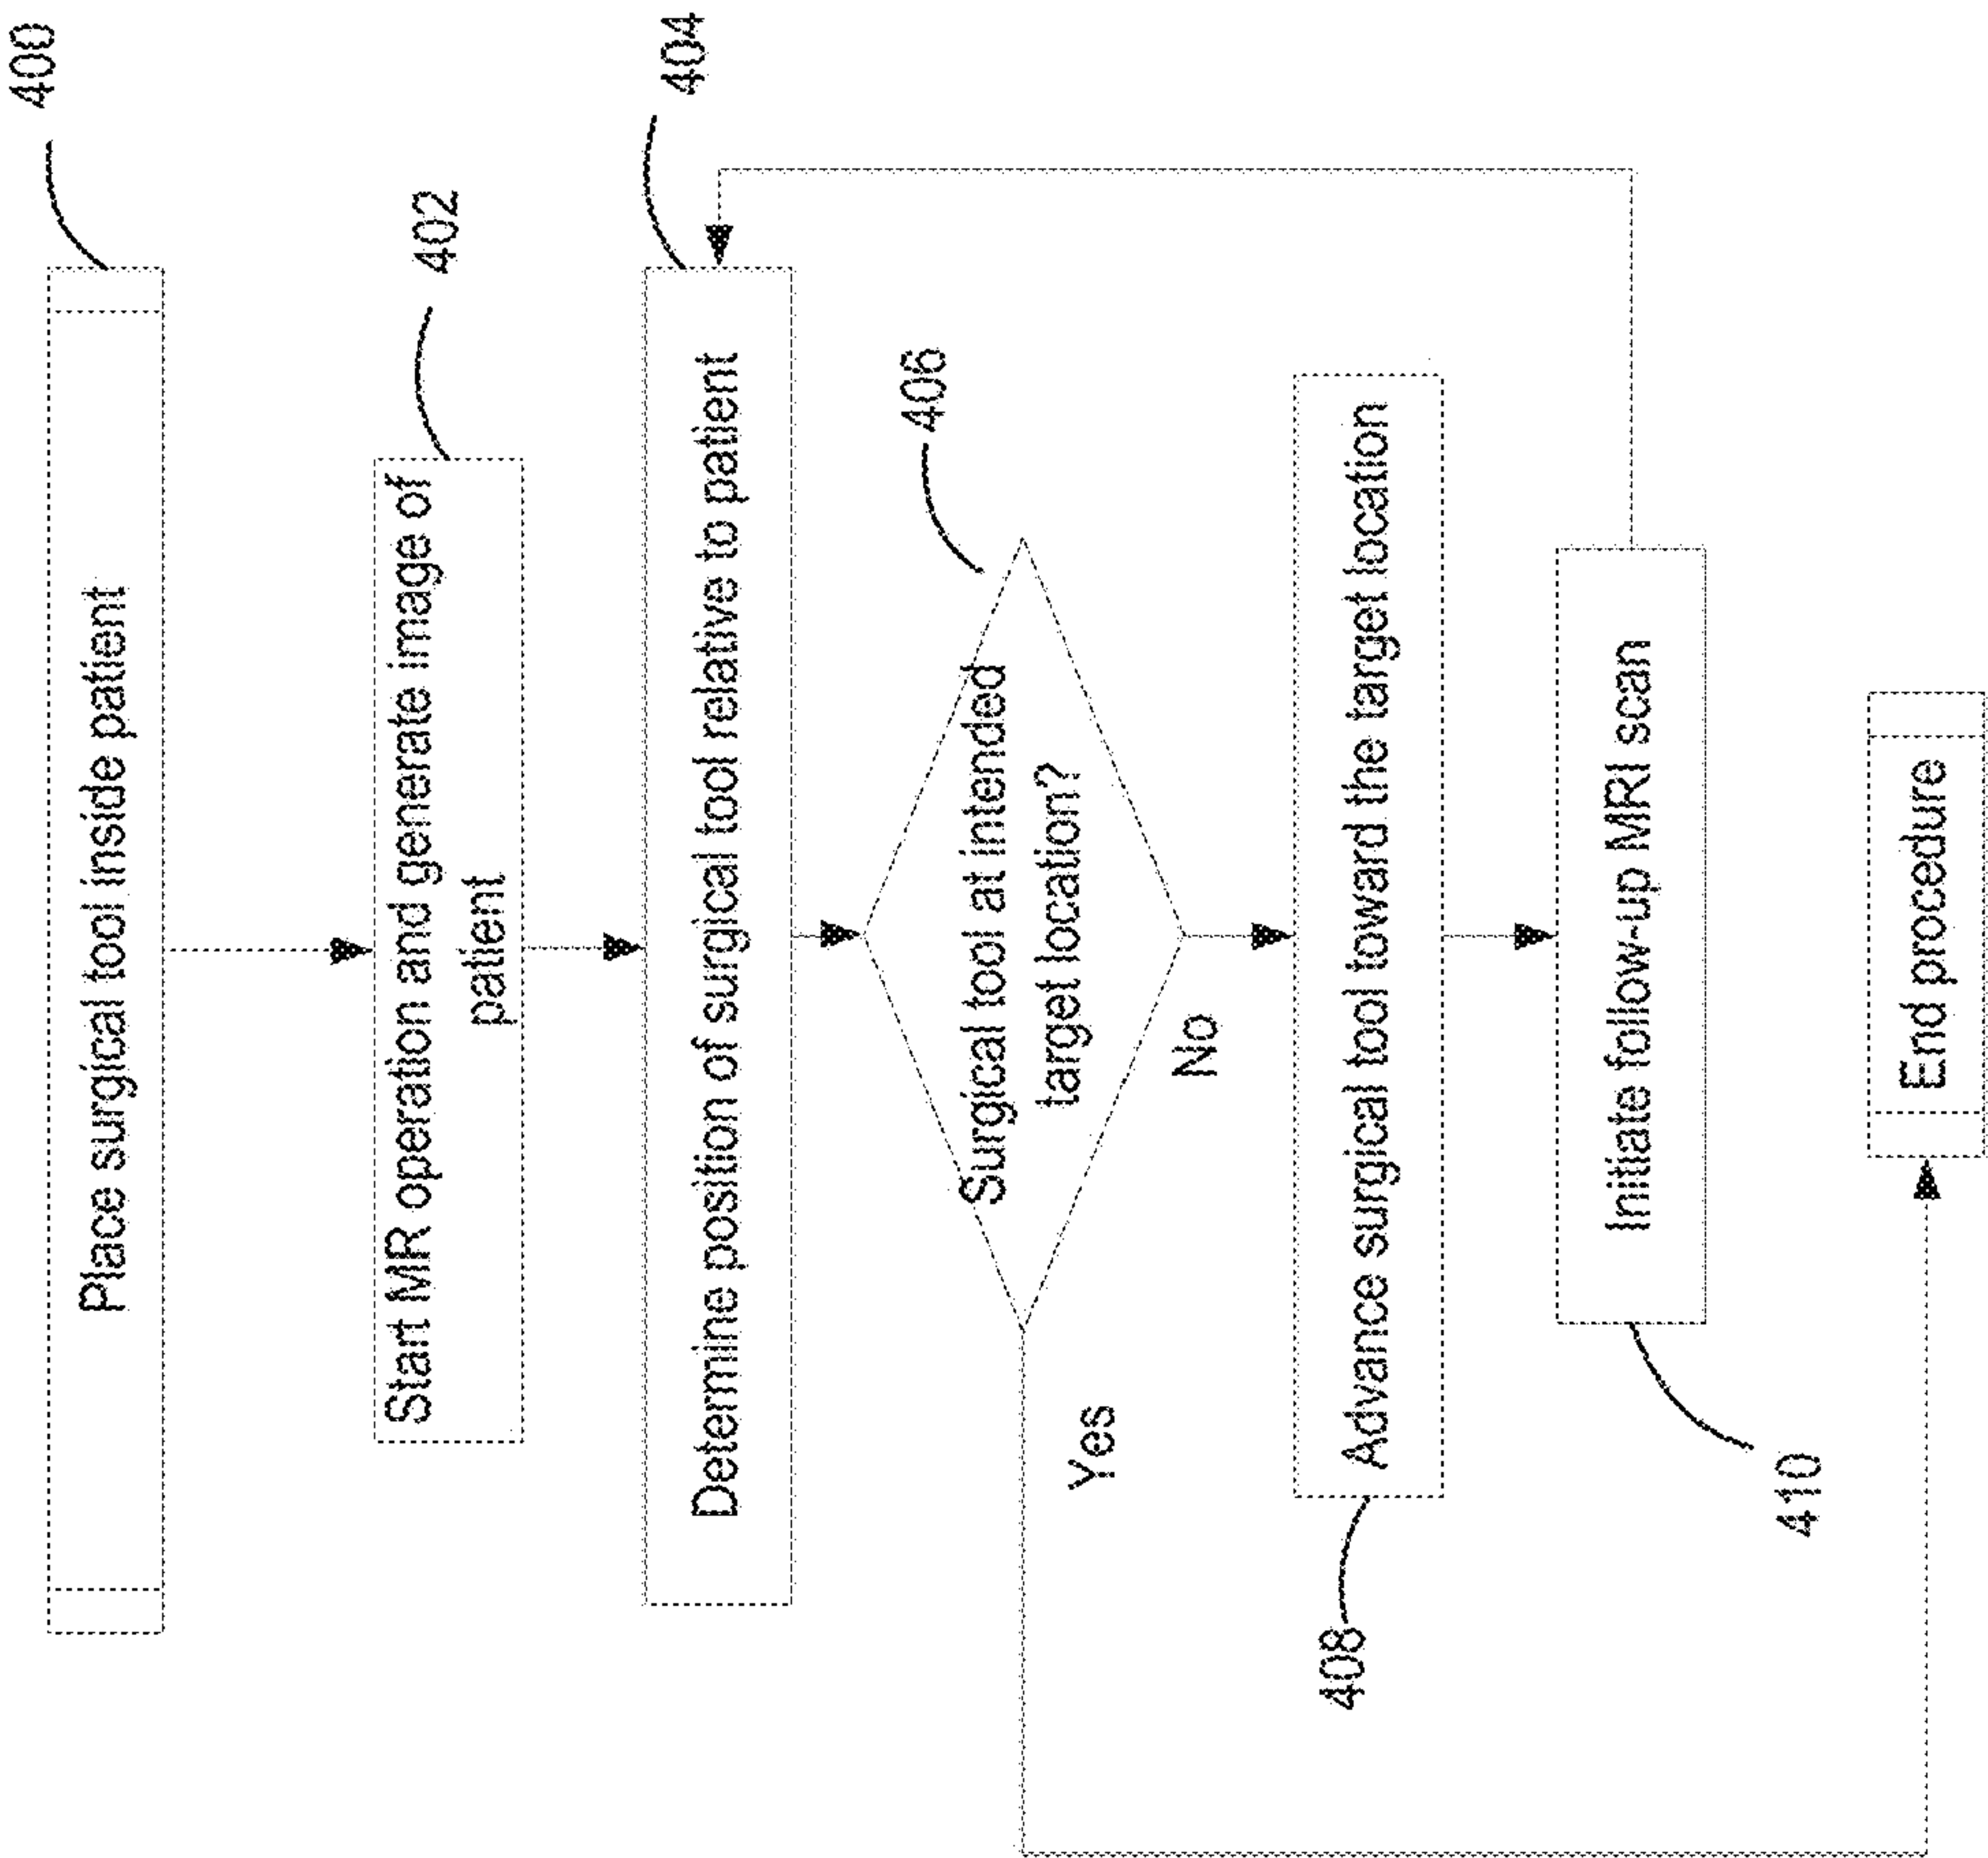 400
Place surgical tool inside patient
402
Start MR operation and generate image of
patient
404
Determine position of surgical tool relative to patient
406
Surgical tool at intended
target location?
Yes
No
408
Advance surgical tool toward the target location
Initiate follow-up MRI scan
410
End procedure